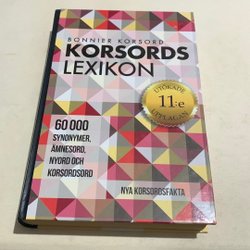 BONNIER KORSORD
KORSORDS
LEXIKON
UTÖKADE
11:e
UPPLAGAN
60 000
SYNONYMER,
ÄMNESORD,
NYORD OCH
KORSORDSORD
NYA KORSORDSFAKTA